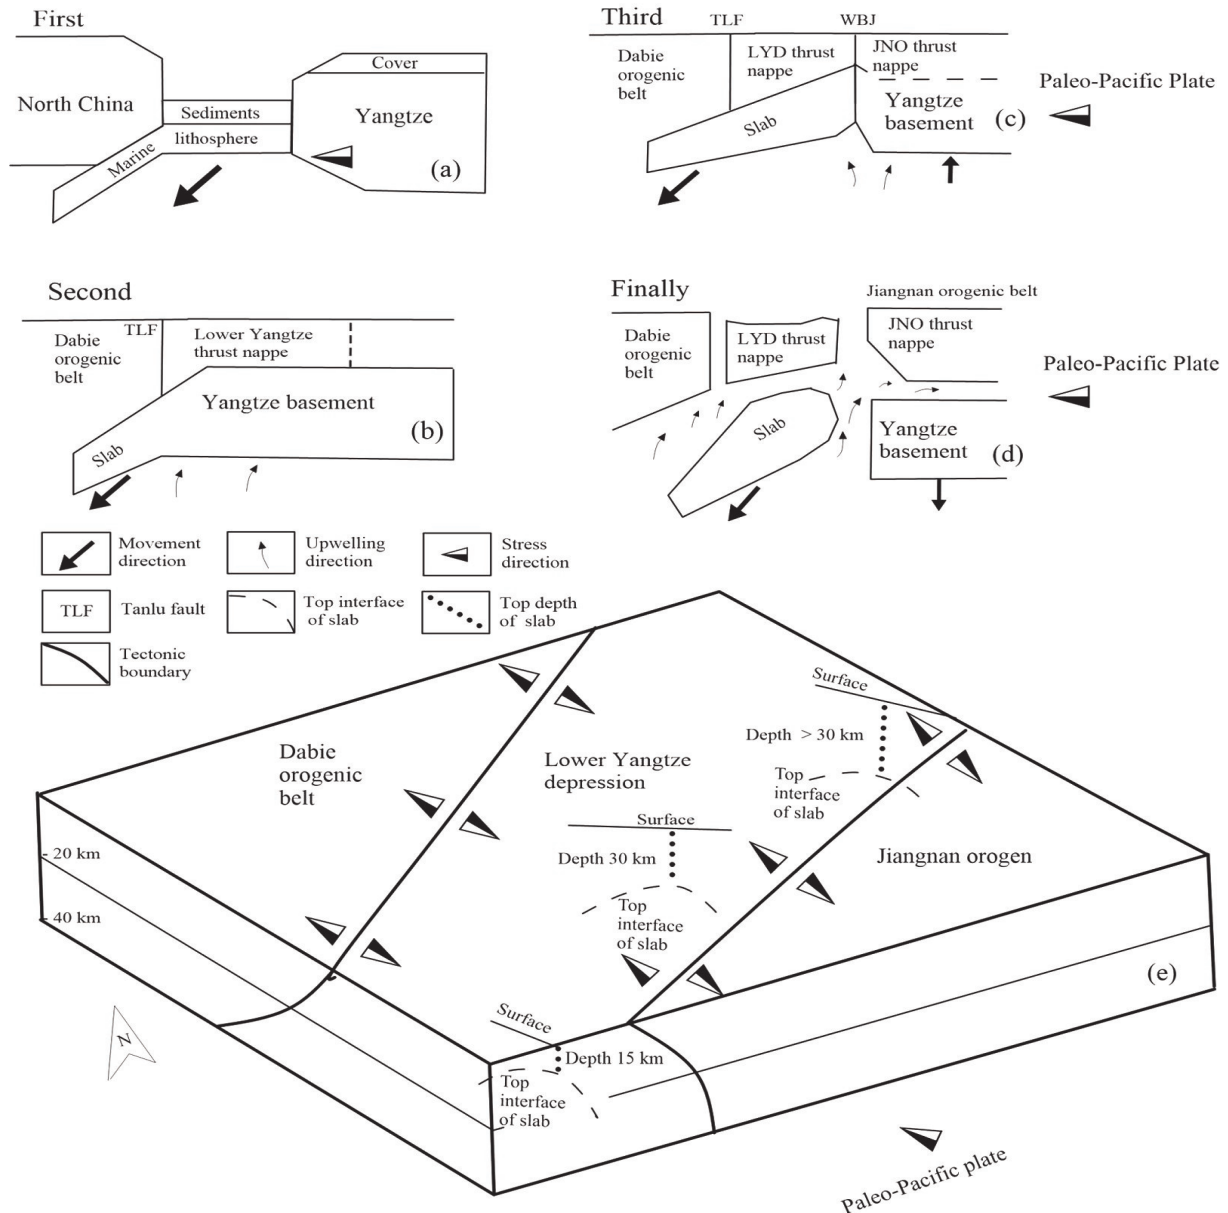 First
North China
Cover
Sediments
lithosphere
Marine
Yangtze
(a)
Third
TLF
WBJ
Dabie
orogenic
belt
LYD thrust
nappe
JNO thrust
nappe
Slab
Yangtze
basement
(c)
Paleo-Pacific Plate
Second
TLF
Dabie
orogenic
belt
Lower Yangtze
thrust nappe
Yangtze basement
Slab
(b)
Finally
Jiangnan orogenic belt
Dabie
orogenic
belt
LYD thrust
nappe
JNO thrust
nappe
Slab
Yangtze
basement
(d)
Paleo-Pacific Plate
Movement
direction
Upwelling
direction
Stress
direction
TLF
Tanlu fault
Top interface
of slab
Top depth
of slab
Tectonic
boundary
Surface
Depth > 30 km
Top
interface
of slab
Dabie
orogenic
belt
Lower Yangtze
depression
Surface
Depth 30 km
Top
interface
of slab
Jiangnan orogen
- 20 km
- 40 km
(e)
N
Surface
Depth 15 km
Top
interface
of slab
Paleo-Pacific plate